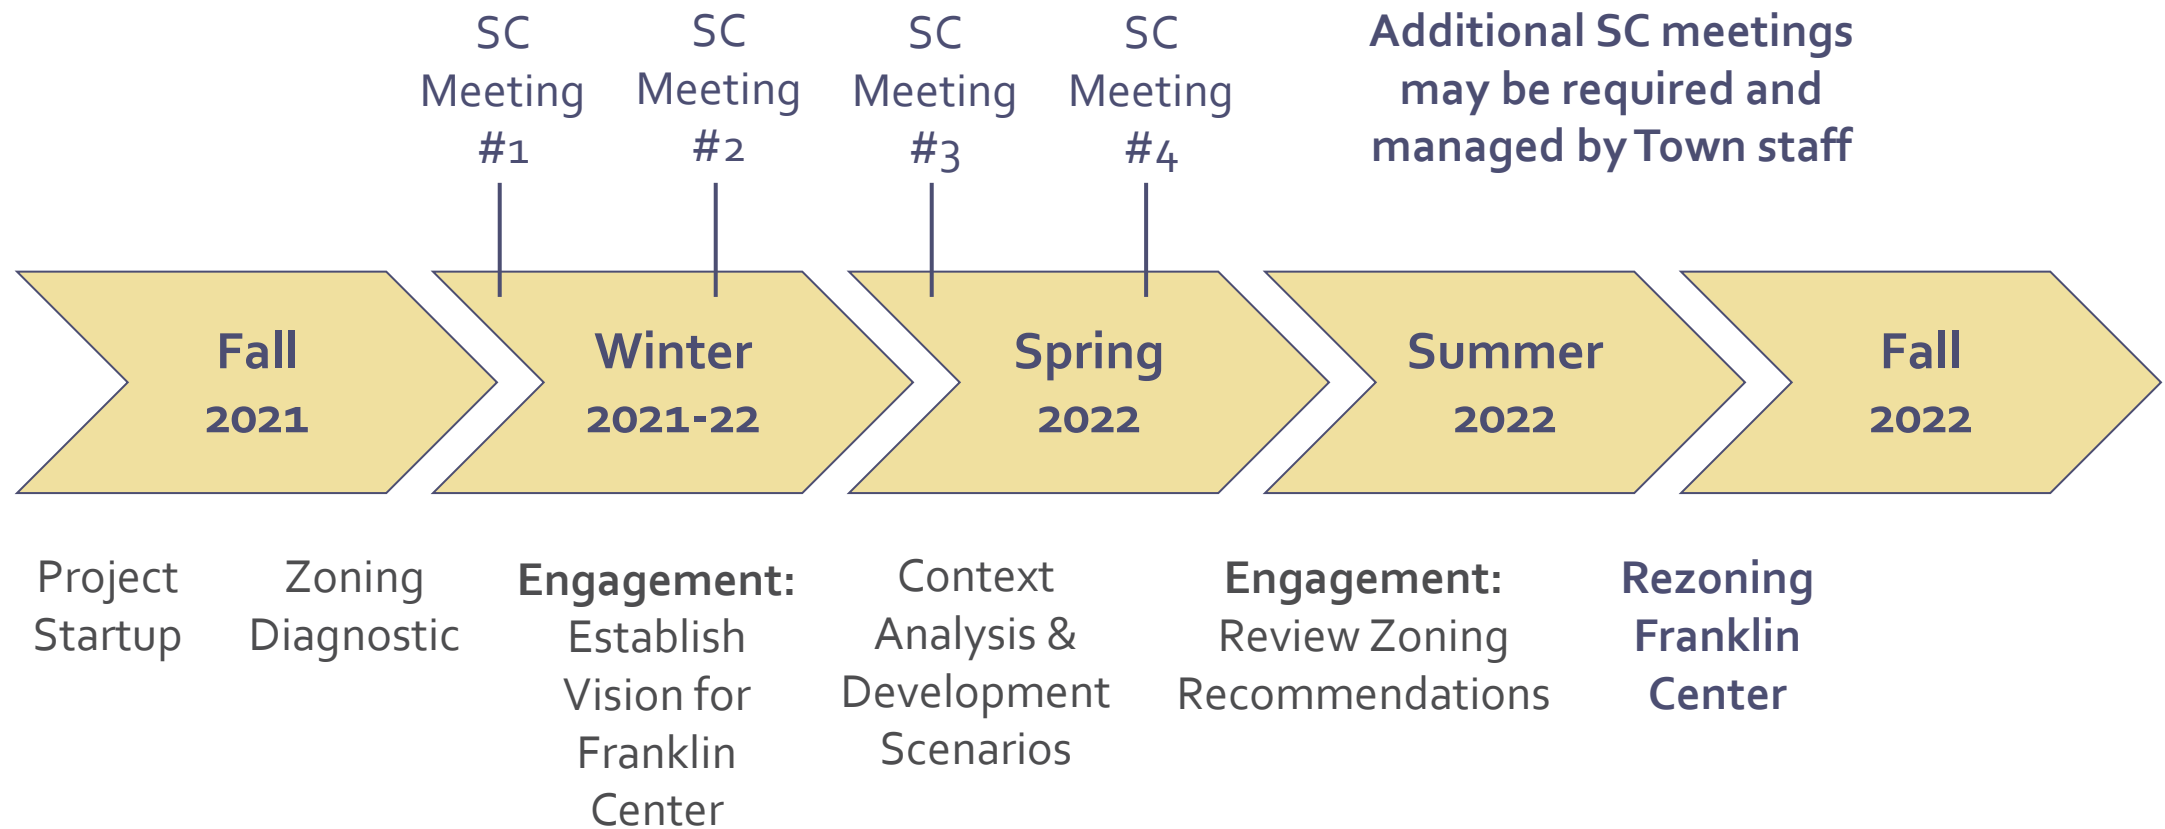 SC
Meeting
#1
SC
Meeting
#2
SC
Meeting
#3
SC
Meeting
#4
Additional SC meetings
may be required and
managed by Town staff
Fall
2021
Winter
2021-22
Spring
2022
Summer
2022
Fall
2022
Project
Startup
Zoning
Diagnostic
Engagement:
Establish
Vision for
Franklin
Center
Context
Analysis &
Development
Scenarios
Engagement:
Review Zoning
Recommendations
Rezoning
Franklin
Center